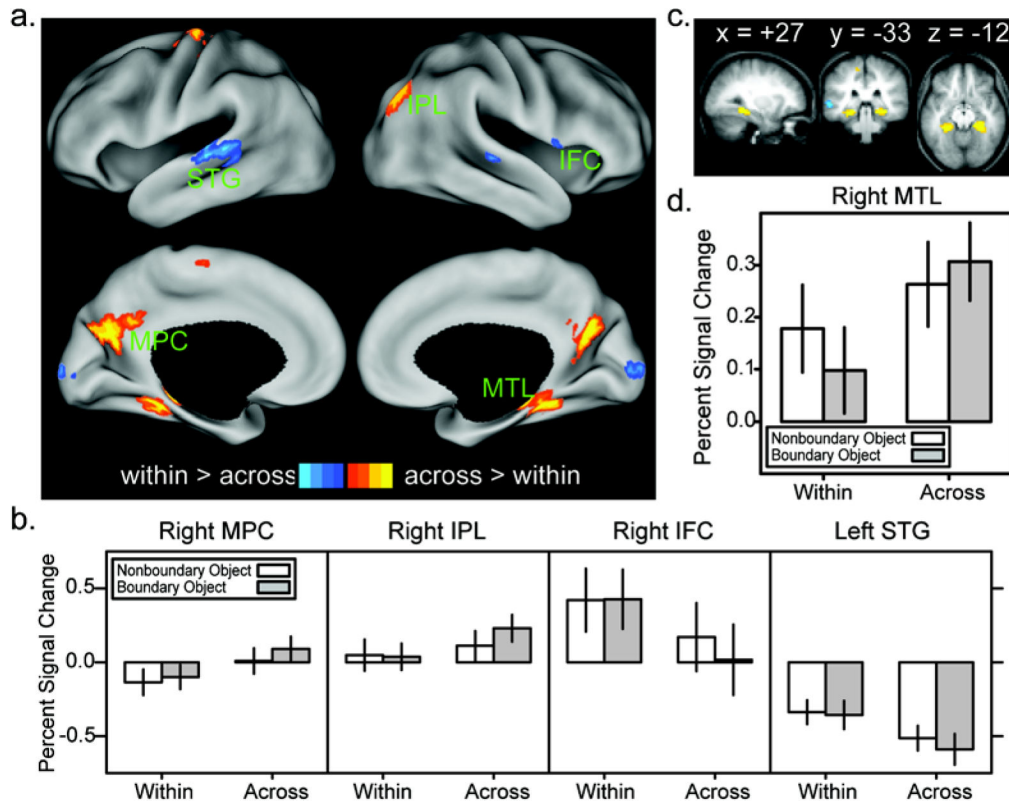 a.
IPL
IFC
STG
MPC
MTL
within > across
across > within
c.
x = +27 y = -33 z = -12
d.
Right MTL
Percent Signal Change
0.3
0.2
0.1
0.0
Nonboundary Object
Boundary Object
Within Across
b.
Right MPC Right IPL Right IFC Left STG
Percent Signal Change
0.5
0.0
-0.5
Nonboundary Object
Boundary Object
Within Across Within Across Within Across Within Across